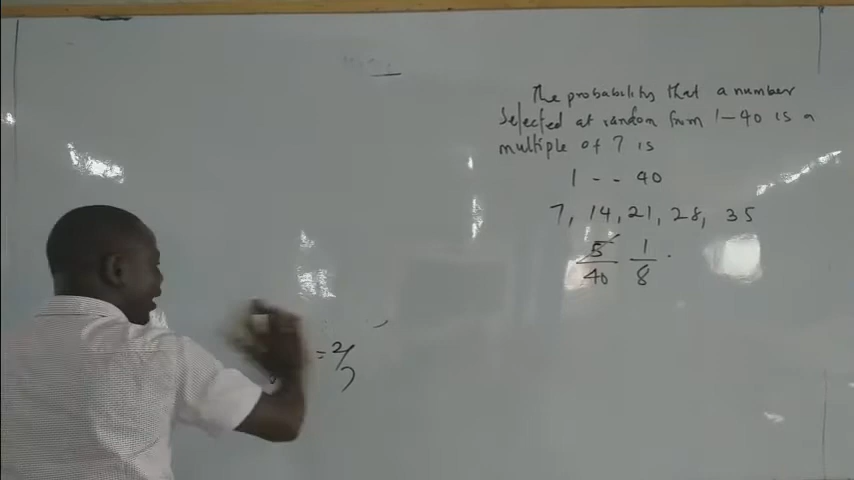 The probability that a number
Selected at random from 1-40 is a
multiple of 7 is
1 - - 40
7, 14, 21, 28, 35
5/40 1/8 .
= 2/7